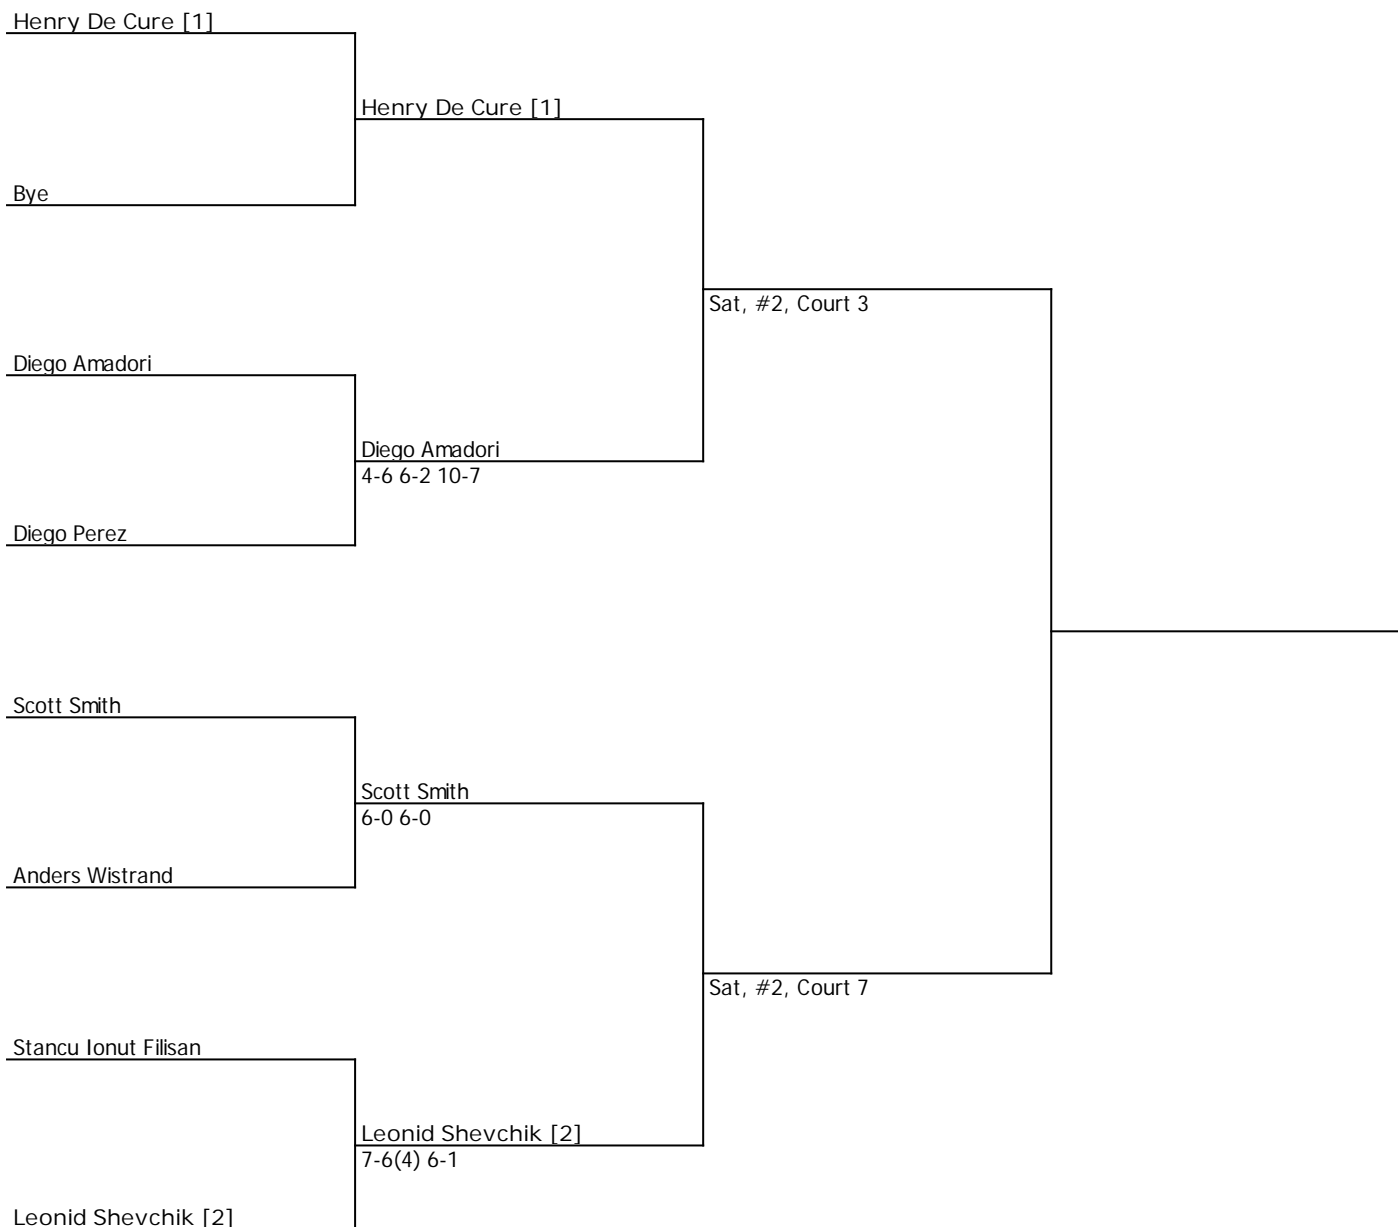 Henry De Cure [1]
Henry De Cure [1]
Bye
Sat, #2, Court 3
Diego Amadori
Diego Amadori
4-6 6-2 10-7
Diego Perez
Scott Smith
Scott Smith
6-0 6-0
Anders Wistrand
Sat, #2, Court 7
Stancu Ionut Filisan
Leonid Shevchik [2]
7-6(4) 6-1
Leonid Shevchik [2]